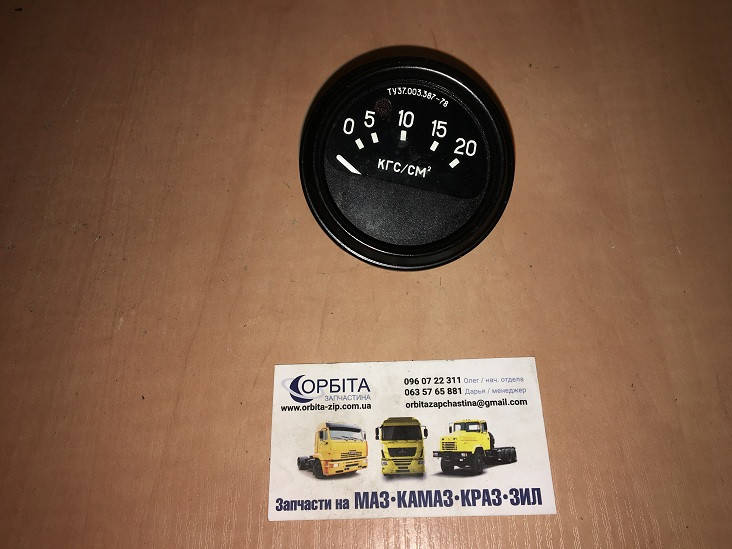 ТУ37.003.387-78
0 5 10 15 20
КГС/СМ²
ОРБІТА
ЗАПЧАСТИНА
www.orbita-zip.com.ua
096 07 22 311 Олег / нач. отдела
063 57 65 881 Дарья / менеджер
orbitazapchastina@gmail.com
Запчасти на МАЗ•КАМАЗ•КРАЗ•ЗИЛ